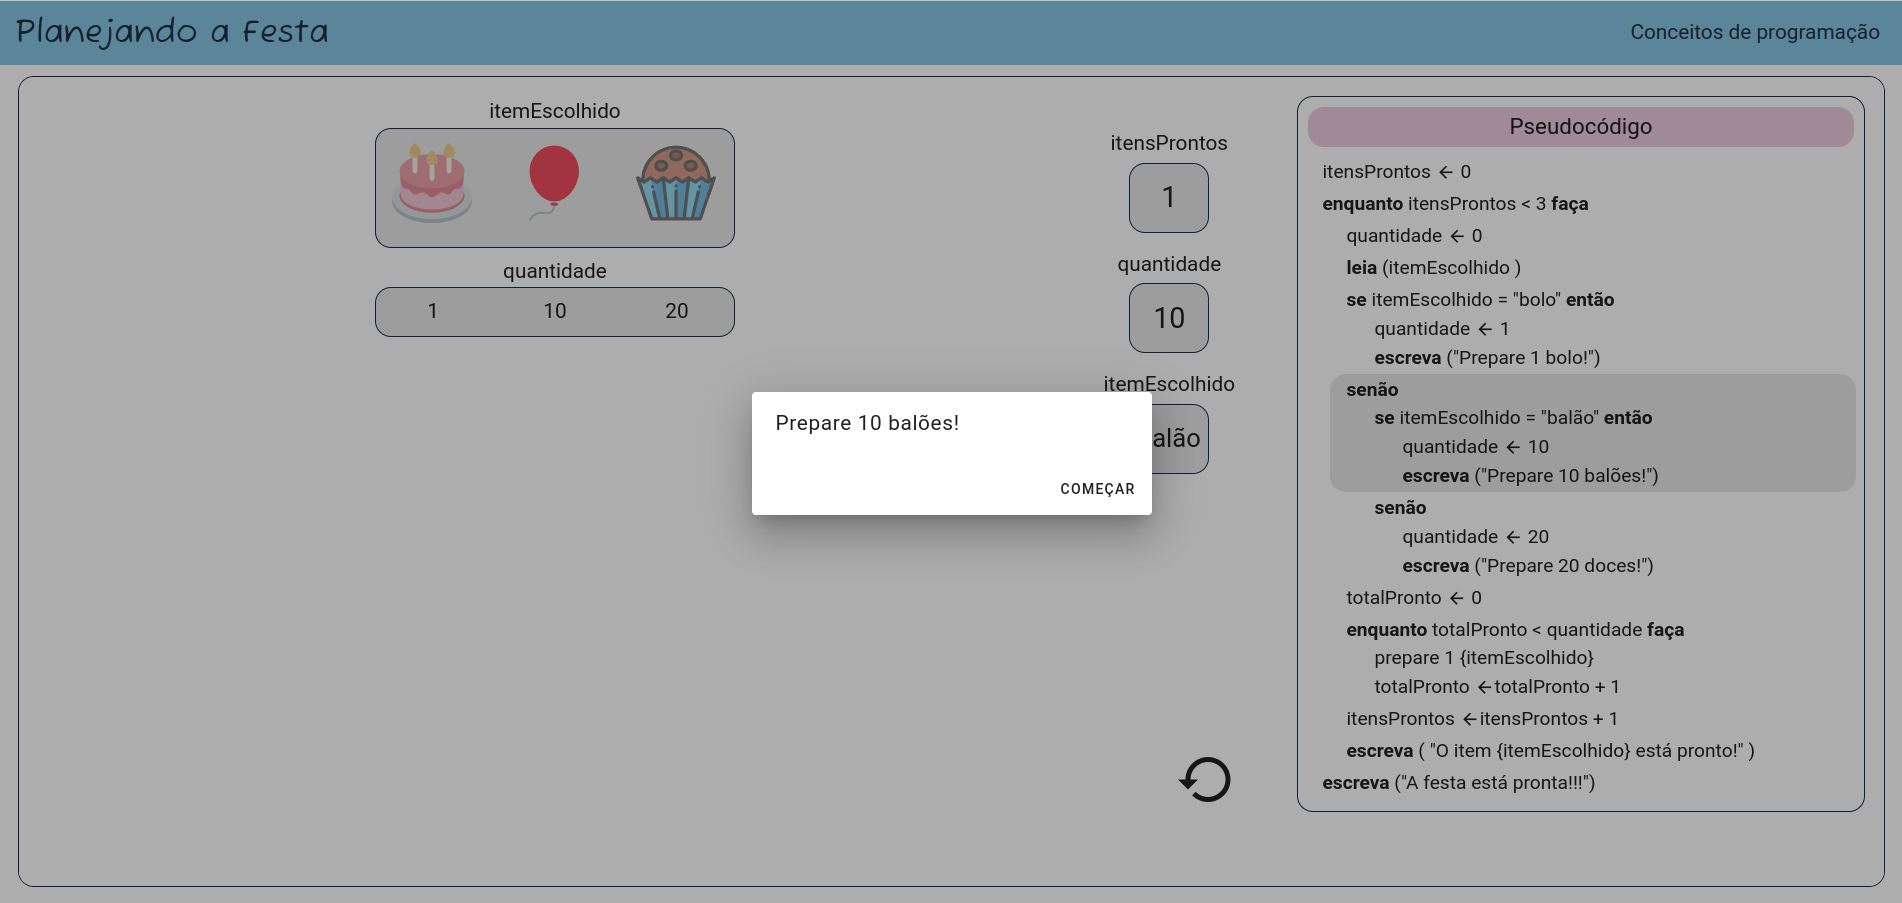 Planejando a Festa
Conceitos de programação
itemEscolhido
quantidade
1 10 20
itensProntos
1
quantidade
10
itemEscolhido
alão
Prepare 10 balões!
COMEÇAR
Pseudocódigo
itensProntos ← 0
enquanto itensProntos < 3 faça
quantidade ← 0
leia (itemEscolhido )
se itemEscolhido = "bolo" então
quantidade ← 1
escreva ("Prepare 1 bolo!")
senão
se itemEscolhido = "balão" então
quantidade ← 10
escreva ("Prepare 10 balões!")
senão
quantidade ← 20
escreva ("Prepare 20 doces!")
totalPronto ← 0
enquanto totalPronto < quantidade faça
prepare 1 {itemEscolhido}
totalPronto ←totalPronto + 1
itensProntos ←itensProntos + 1
escreva ( "O item {itemEscolhido} está pronto!" )
escreva ("A festa está pronta!!!")